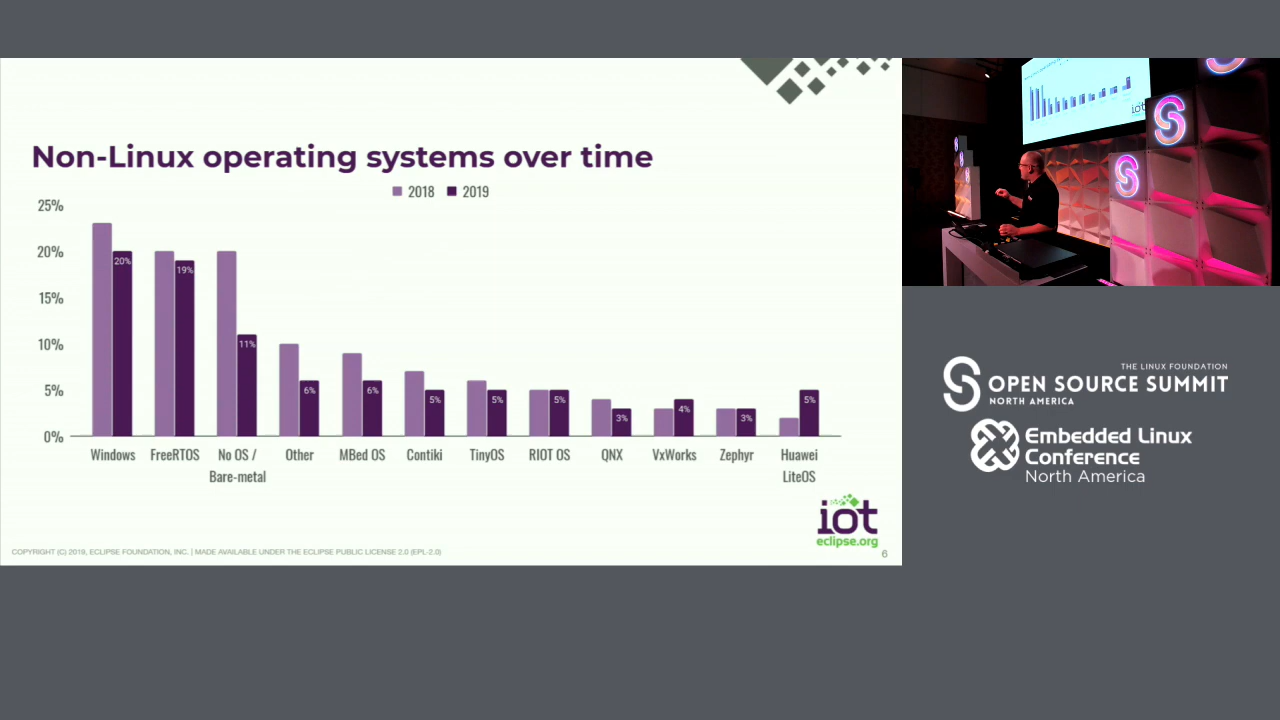 Non-Linux operating systems over time
2018 2019
25%
20%
15%
10%
5%
0%
20%
19%
11%
6%
6%
5%
5%
5%
3%
4%
3%
5%
Windows FreeRTOS No OS / Bare-metal Other MBed OS Contiki TinyOS RIOT OS QNX VxWorks Zephyr Huawei LiteOS
iot
eclipse.org
COPYRIGHT (C) 2019, ECLIPSE FOUNDATION, INC. | MADE AVAILABLE UNDER THE ECLIPSE PUBLIC LICENSE 2.0 (EPL-2.0)
6
iot
THE LINUX FOUNDATION
OPEN SOURCE SUMMIT
NORTH AMERICA
Embedded Linux
Conference
North America